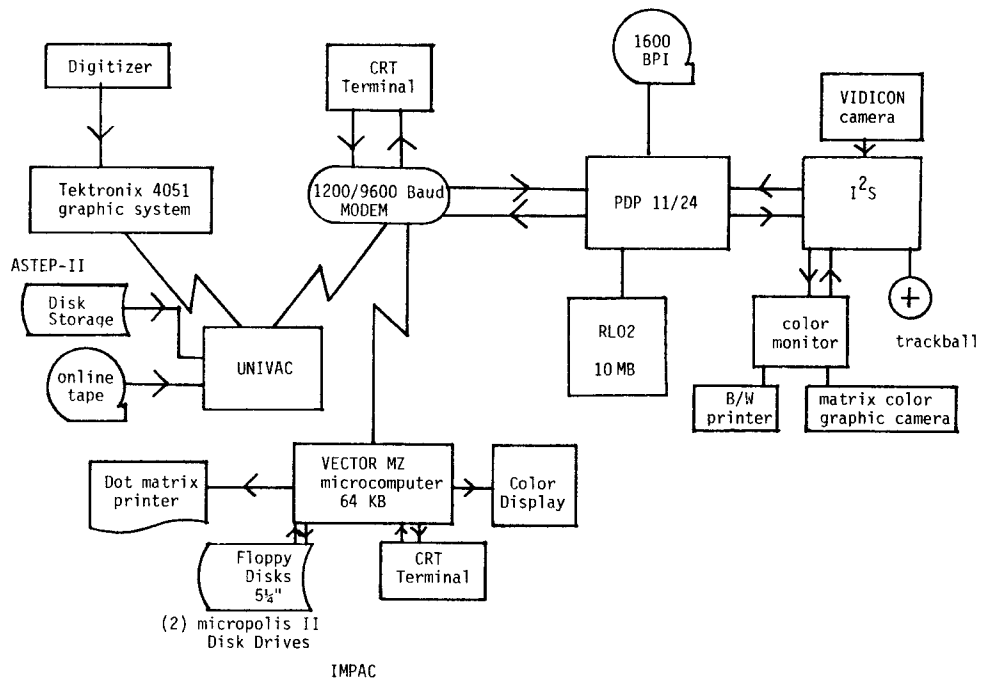 Digitizer
CRT
Terminal
1600
BPI
VIDICON
camera
Tektronix 4051
graphic system
1200/9600 Baud
MODEM
PDP 11/24
I²S
ASTEP-II
Disk
Storage
UNIVAC
online
tape
RL02
10 MB
color
monitor
trackball
B/W
printer
matrix color
graphic camera
Dot matrix
printer
VECTOR MZ
microcomputer
64 KB
Color
Display
Floppy
Disks
5¼"
CRT
Terminal
(2) micropolis II
Disk Drives
IMPAC